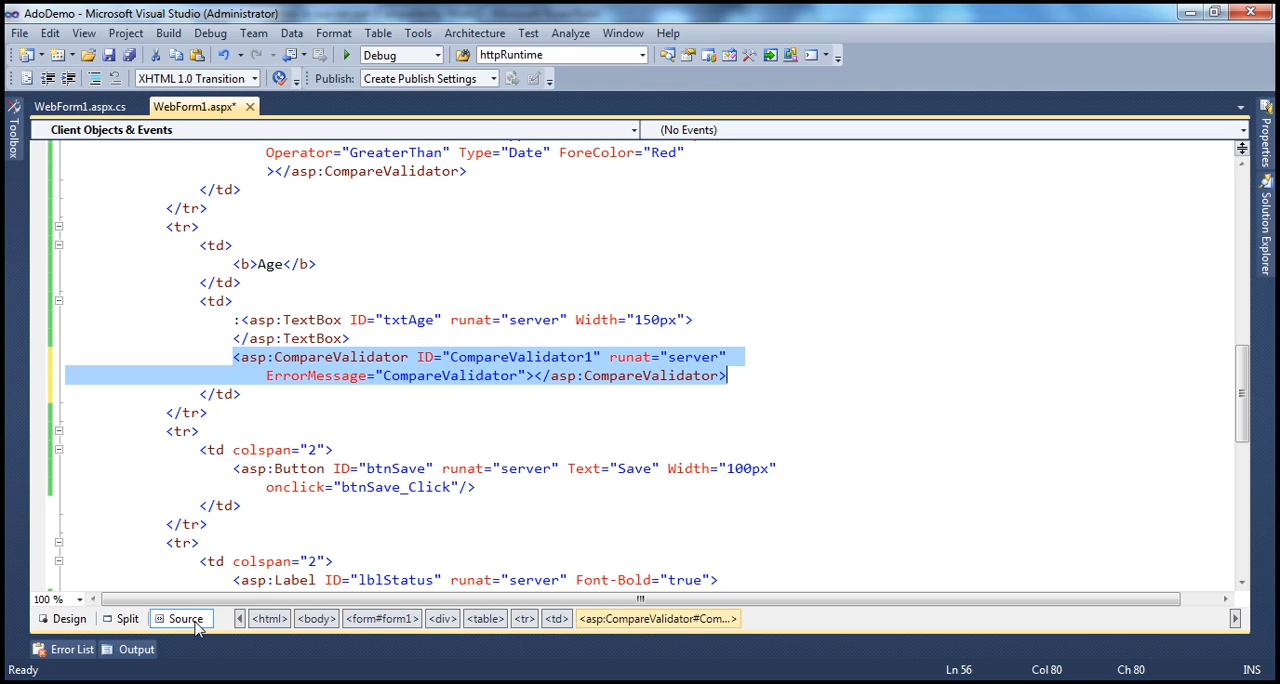 AdoDemo - Microsoft Visual Studio (Administrator)
File Edit View Project Build Debug Team Data Format Table Tools Architecture Test Analyze Window Help
Debug httpRuntime
XHTML 1.0 Transition Publish: Create Publish Settings
WebForm1.aspx.cs WebForm1.aspx*
Client Objects & Events (No Events)
Toolbox
Properties
Solution Explorer
Operator="GreaterThan" Type="Date" ForeColor="Red"
></asp:CompareValidator>
</td>
</tr>
<tr>
<td>
<b>Age</b>
</td>
<td>
:<asp:TextBox ID="txtAge" runat="server" Width="150px">
</asp:TextBox>
<asp:CompareValidator ID="CompareValidator1" runat="server"
ErrorMessage="CompareValidator"></asp:CompareValidator>
</td>
</tr>
<tr>
<td colspan="2">
<asp:Button ID="btnSave" runat="server" Text="Save" Width="100px"
onclick="btnSave_Click"/>
</td>
</tr>
<tr>
<td colspan="2">
<asp:Label ID="lblStatus" runat="server" Font-Bold="true">
100 %
Design Split Source <html> <body> <form#form1> <div> <table> <tr> <td> <asp:CompareValidator#Com...>
Error List Output
Ready Ln 56 Col 80 Ch 80 INS